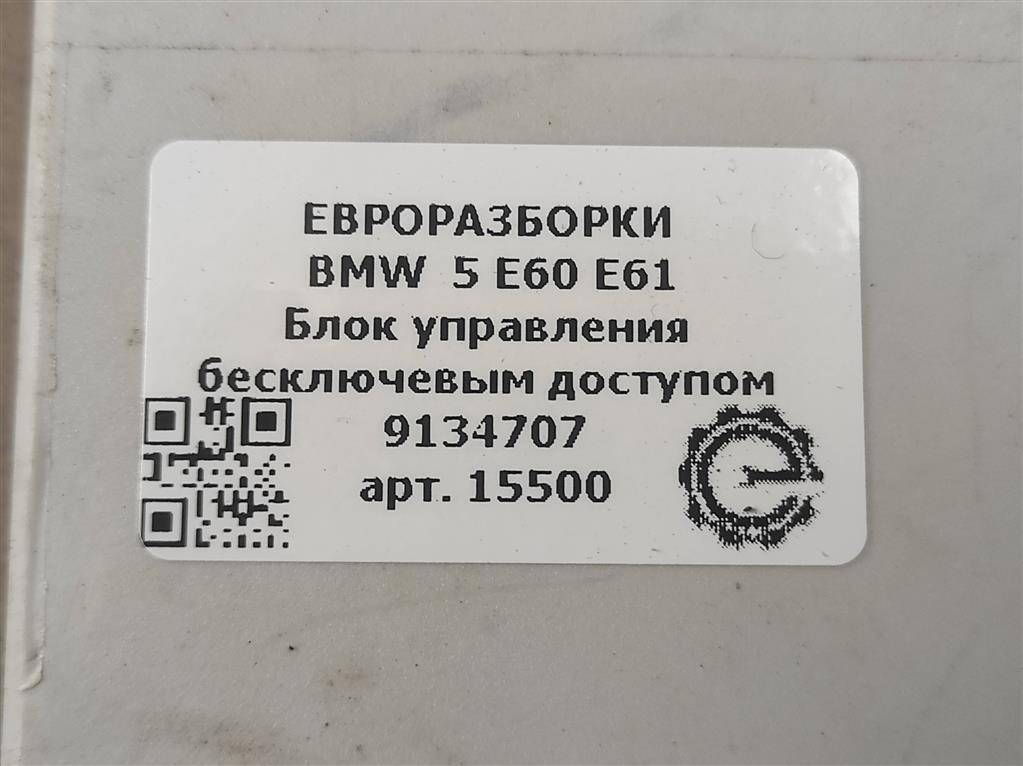 ЕВРОРАЗБОРКИ
BMW 5 E60 E61
Блок управления
бесключевым доступом
9134707
арт. 15500